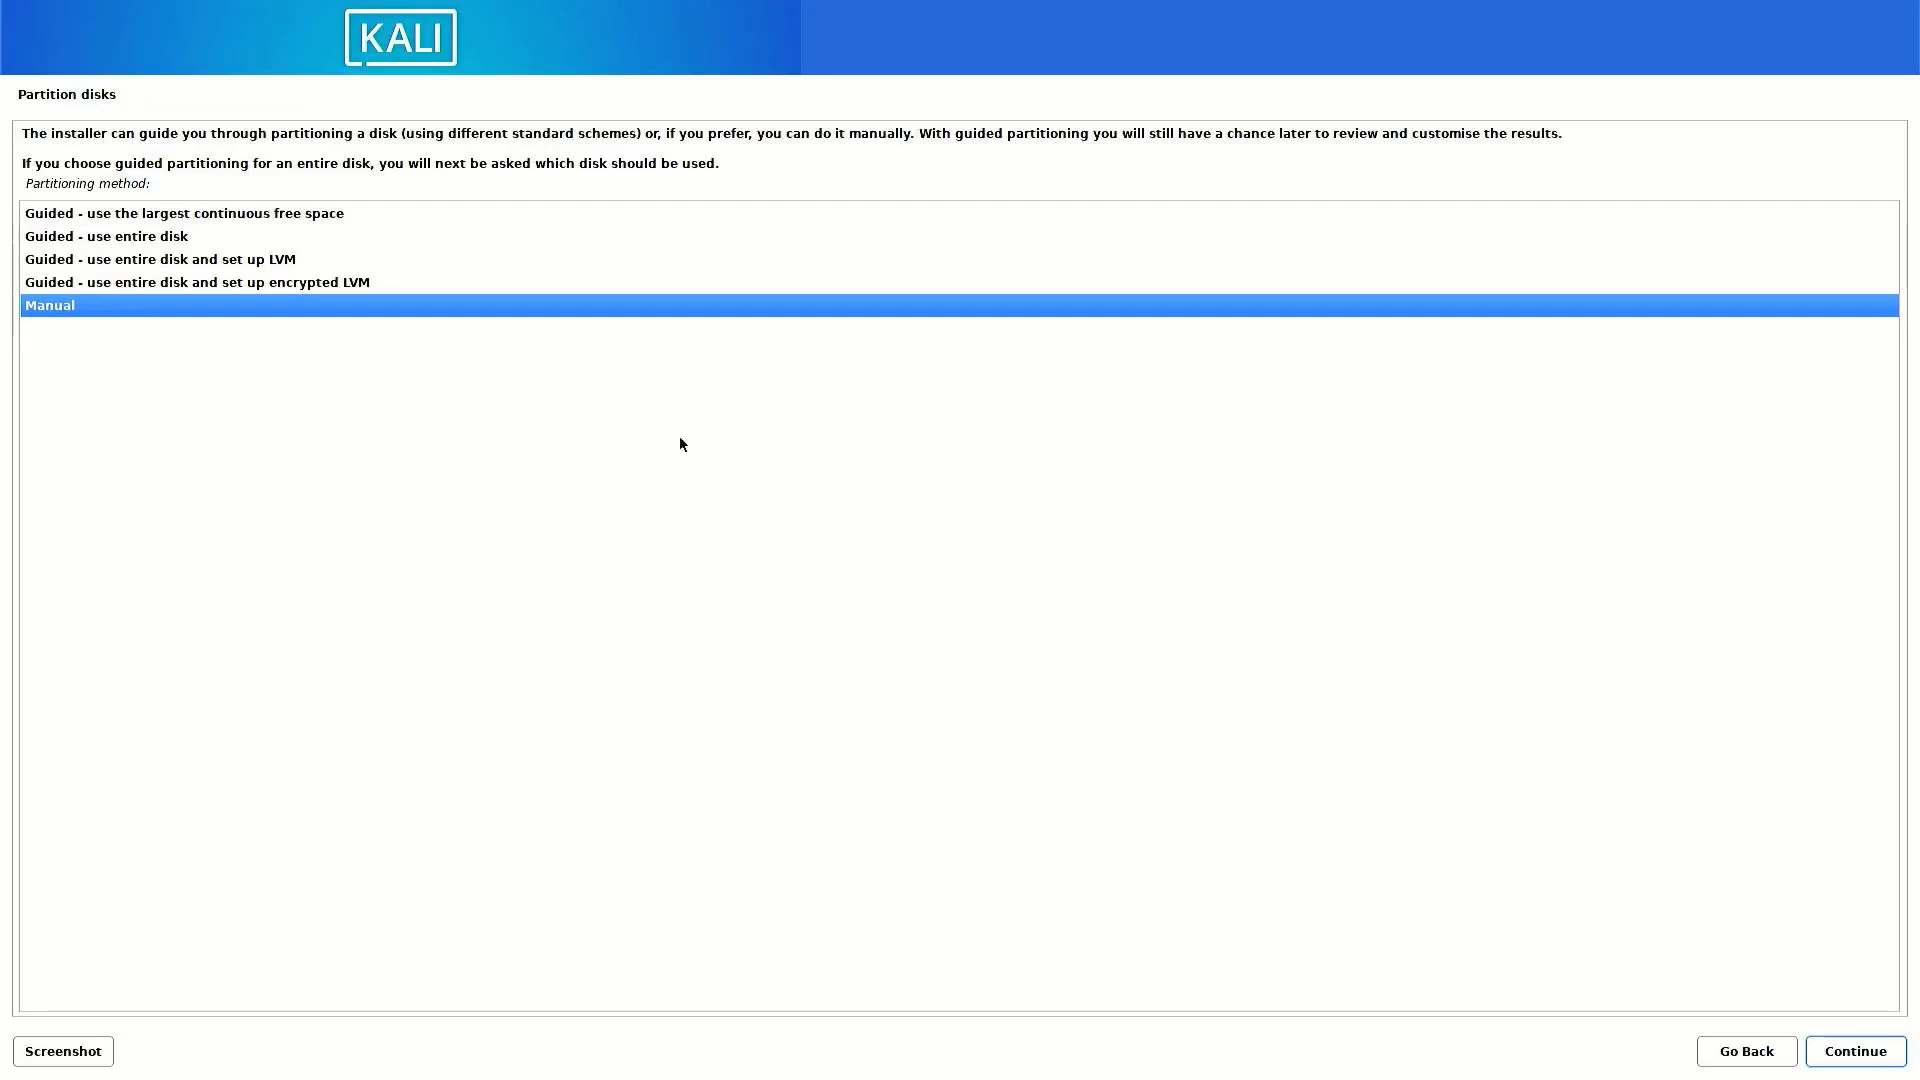 KALI
Partition disks
The installer can guide you through partitioning a disk (using different standard schemes) or, if you prefer, you can do it manually. With guided partitioning you will still have a chance later to review and customise the results.
If you choose guided partitioning for an entire disk, you will next be asked which disk should be used.
Partitioning method:
Guided - use the largest continuous free space
Guided - use entire disk
Guided - use entire disk and set up LVM
Guided - use entire disk and set up encrypted LVM
Manual
Screenshot
Go Back
Continue